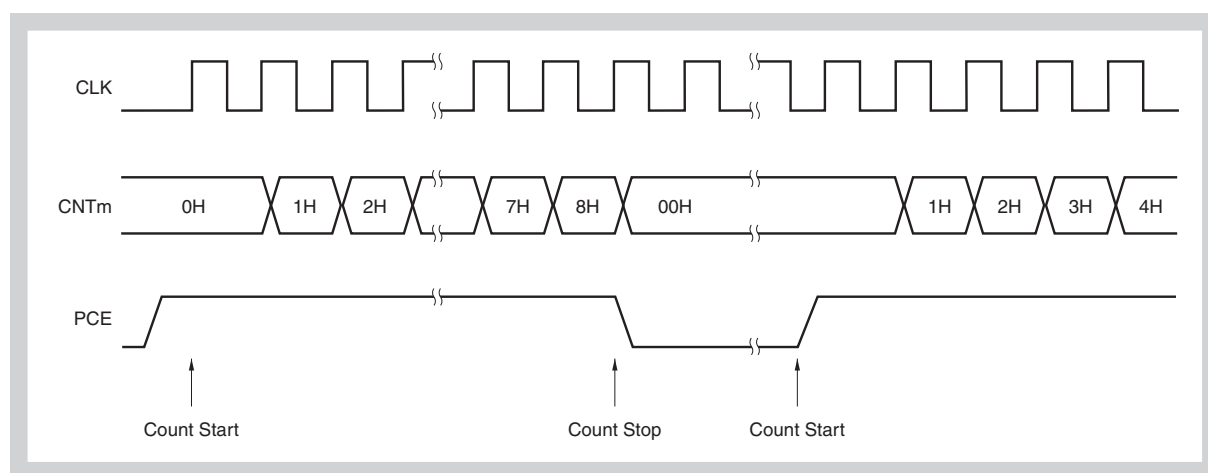 CLK
CNTm 0H 1H 2H 7H 8H 00H 1H 2H 3H 4H
PCE
Count Start Count Stop Count Start